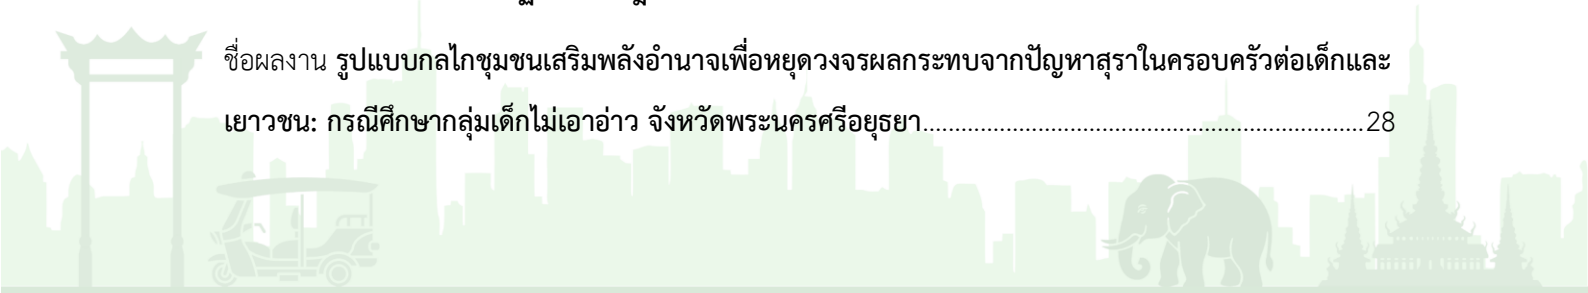 ชื่อผลงาน รูปแบบกลไกชุมชนเสริมพลังอำนาจเพื่อหยุดวงจรผลกระทบจากปัญหาสุราในครอบครัวต่อเด็กและ
เยาวชน: กรณีศึกษากลุ่มเด็กไม่เอาอ่าว จังหวัดพระนครศรีอยุธยา....................................................................28